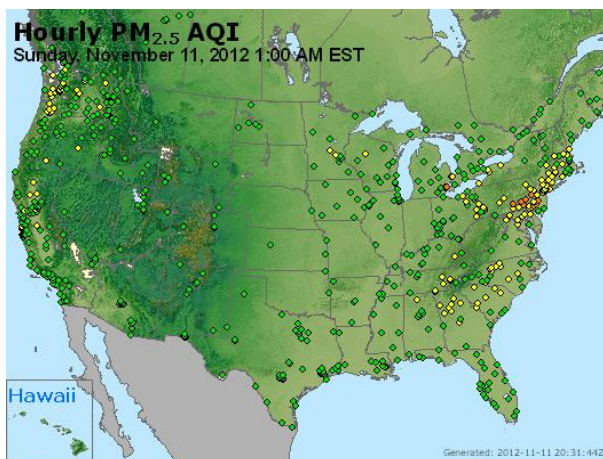 Hourly PM2.5 AQI
Sunday, November 11, 2012 1:00 AM EST
Hawaii
Generated: 2012-11-11 20:31:44Z